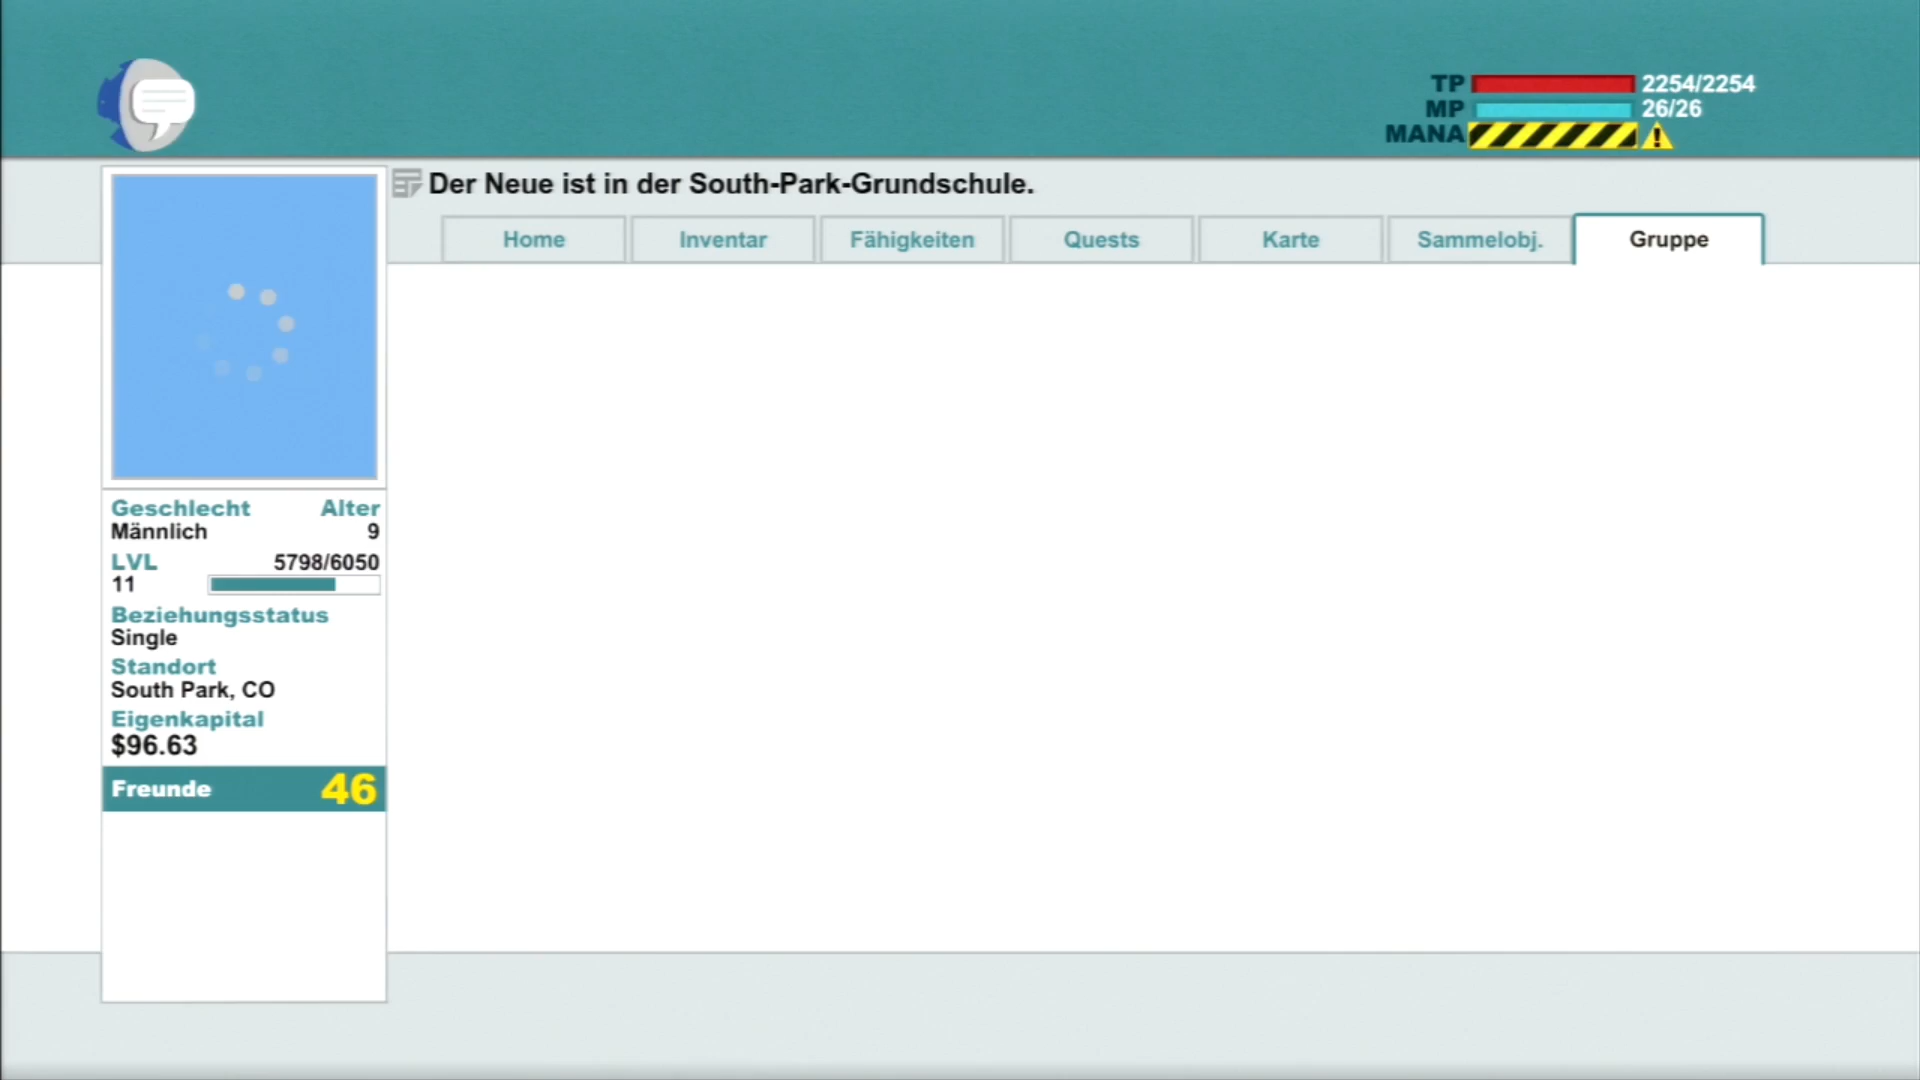 TP 2254/2254
MP 26/26
MANA
Der Neue ist in der South-Park-Grundschule.
Home Inventar Fähigkeiten Quests Karte Sammelobj. Gruppe
Geschlecht Alter
Männlich 9
LVL 5798/6050
11
Beziehungsstatus
Single
Standort
South Park, CO
Eigenkapital
$96.63
Freunde 46